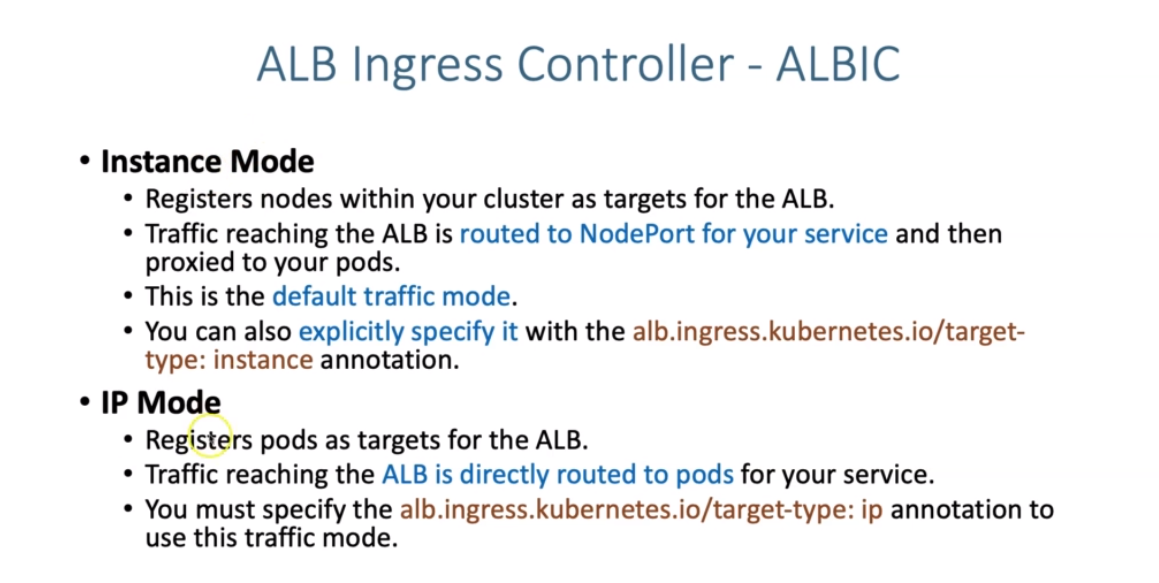 ALB Ingress Controller - ALBIC
• Instance Mode
• Registers nodes within your cluster as targets for the ALB.
• Traffic reaching the ALB is routed to NodePort for your service and then
proxied to your pods.
• This is the default traffic mode.
• You can also explicitly specify it with the alb.ingress.kubernetes.io/target-
type: instance annotation.
• IP Mode
• Registers pods as targets for the ALB.
• Traffic reaching the ALB is directly routed to pods for your service.
• You must specify the alb.ingress.kubernetes.io/target-type: ip annotation to
use this traffic mode.